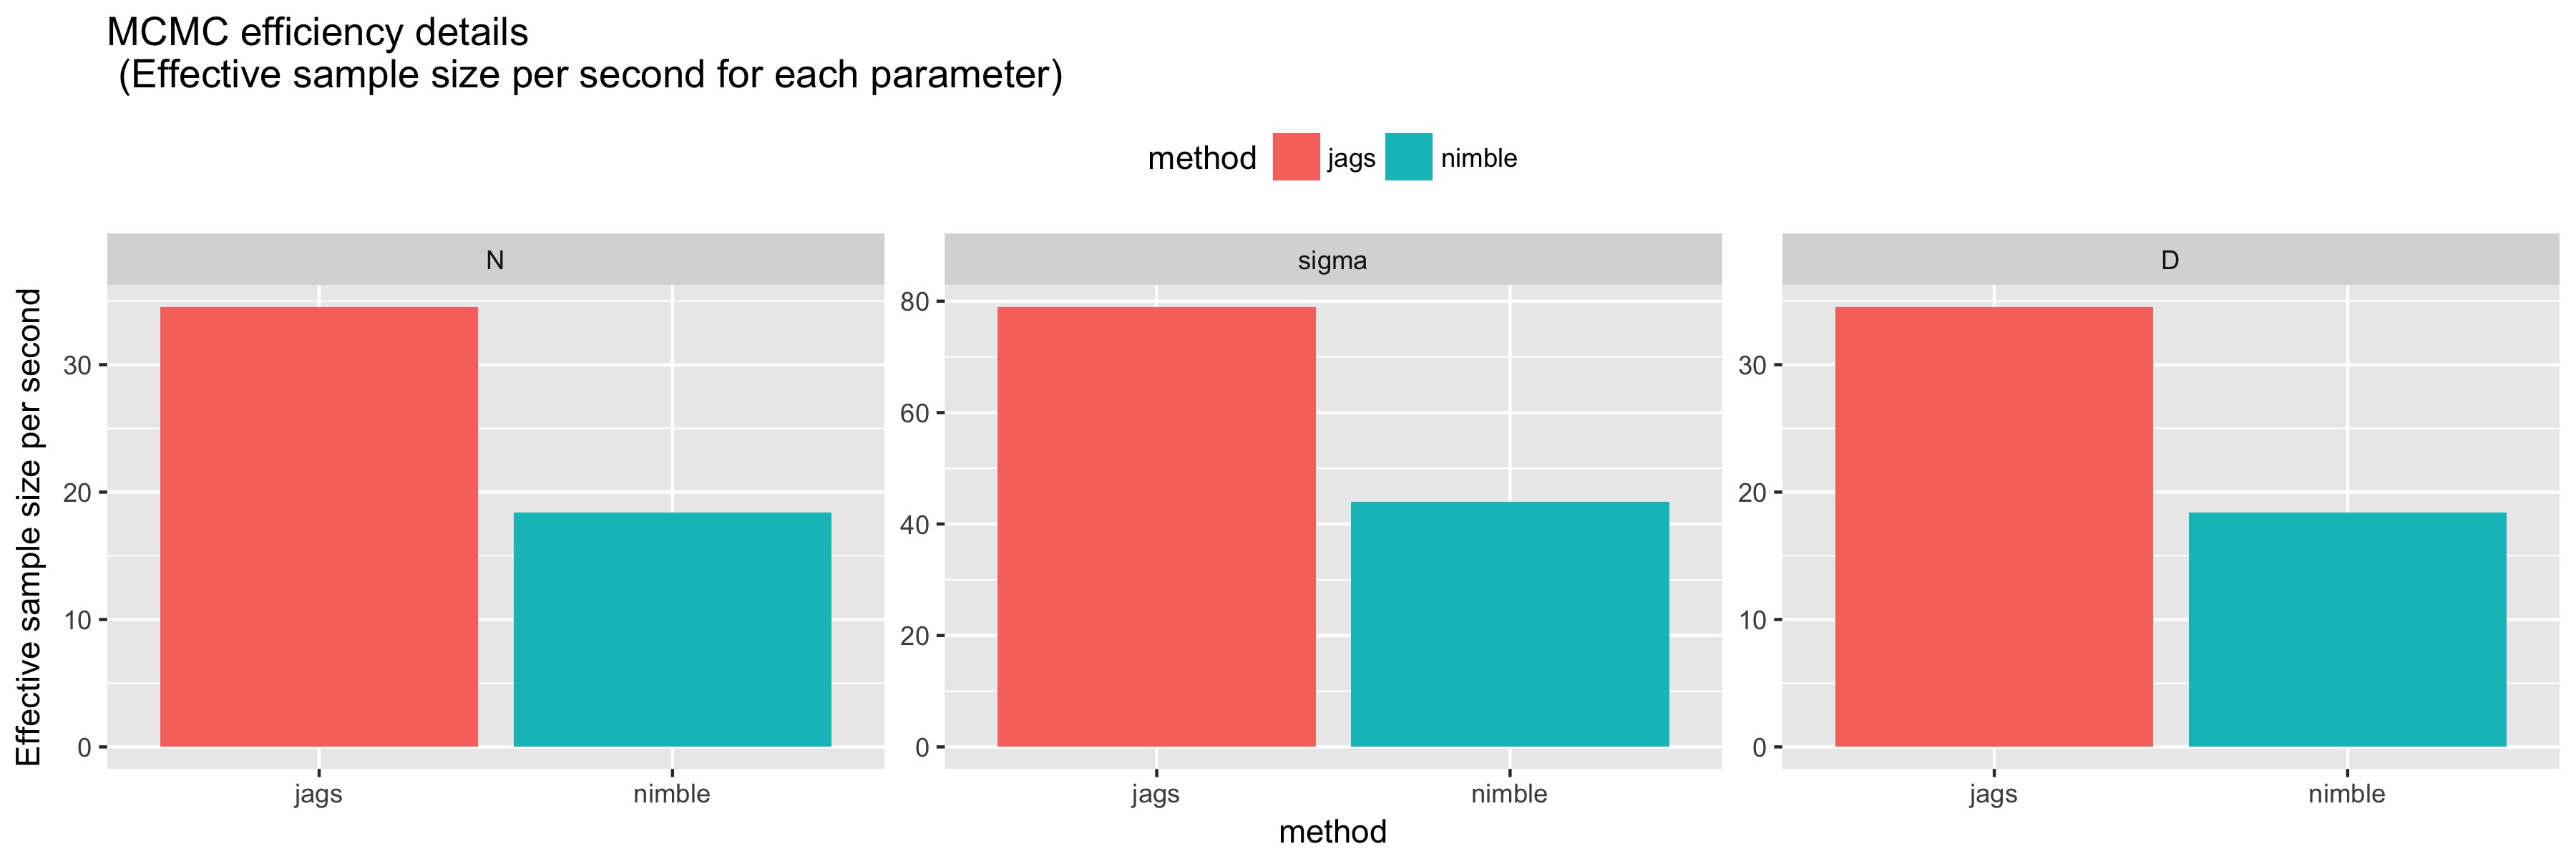 MCMC efficiency details
(Effective sample size per second for each parameter)
method jags nimble
N sigma D
Effective sample size per second
30
20
10
0
80
60
40
20
0
30
20
10
0
jags nimble jags nimble jags nimble
method